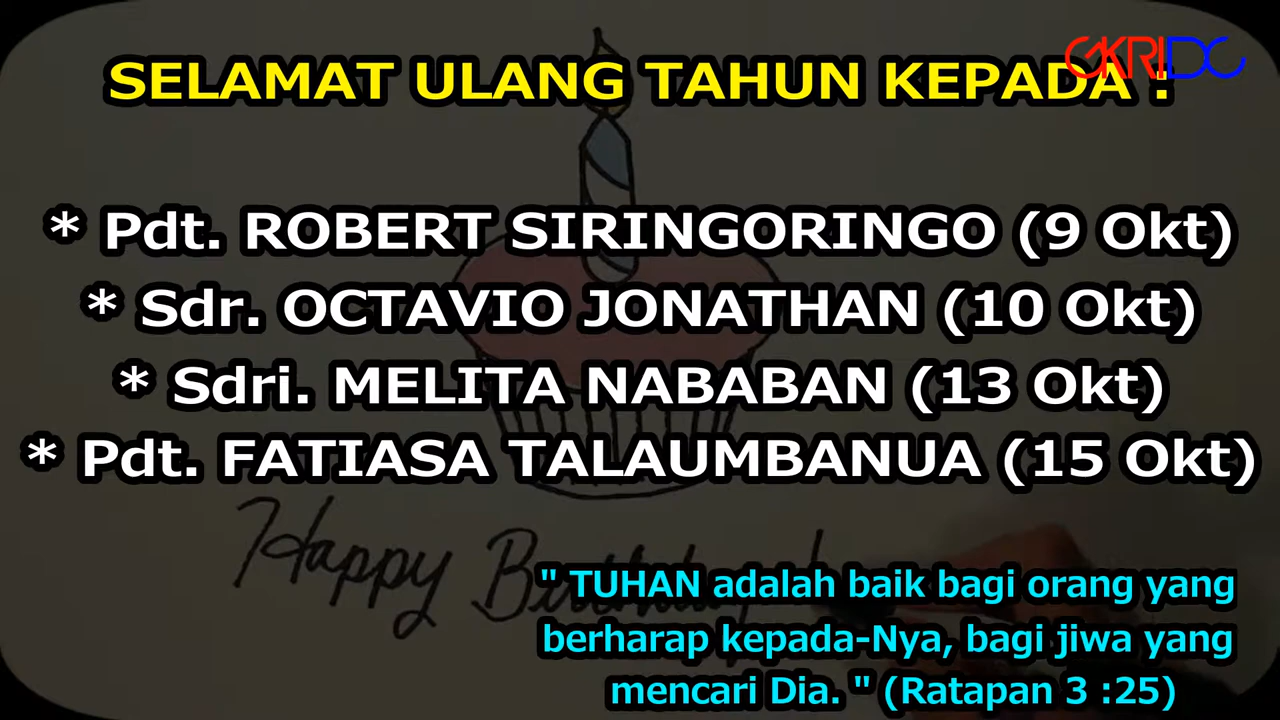 GKRIDC
SELAMAT ULANG TAHUN KEPADA :
* Pdt. ROBERT SIRINGORINGO (9 Okt)
* Sdr. OCTAVIO JONATHAN (10 Okt)
* Sdri. MELITA NABABAN (13 Okt)
* Pdt. FATIASA TALAUMBANUA (15 Okt)
Happy Birthday
" TUHAN adalah baik bagi orang yang
berharap kepada-Nya, bagi jiwa yang
mencari Dia. " (Ratapan 3 :25)